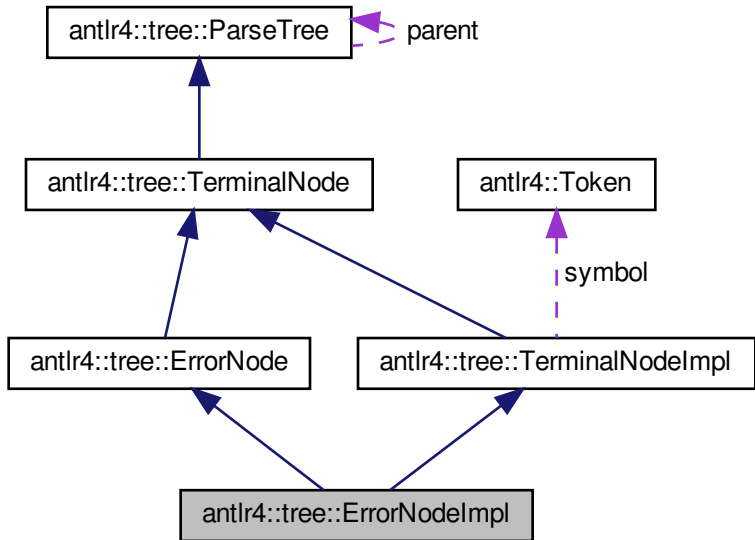 antlr4::tree::ParseTree
parent
antlr4::tree::TerminalNode
antlr4::Token
symbol
antlr4::tree::ErrorNode
antlr4::tree::TerminalNodeImpl
antlr4::tree::ErrorNodeImpl